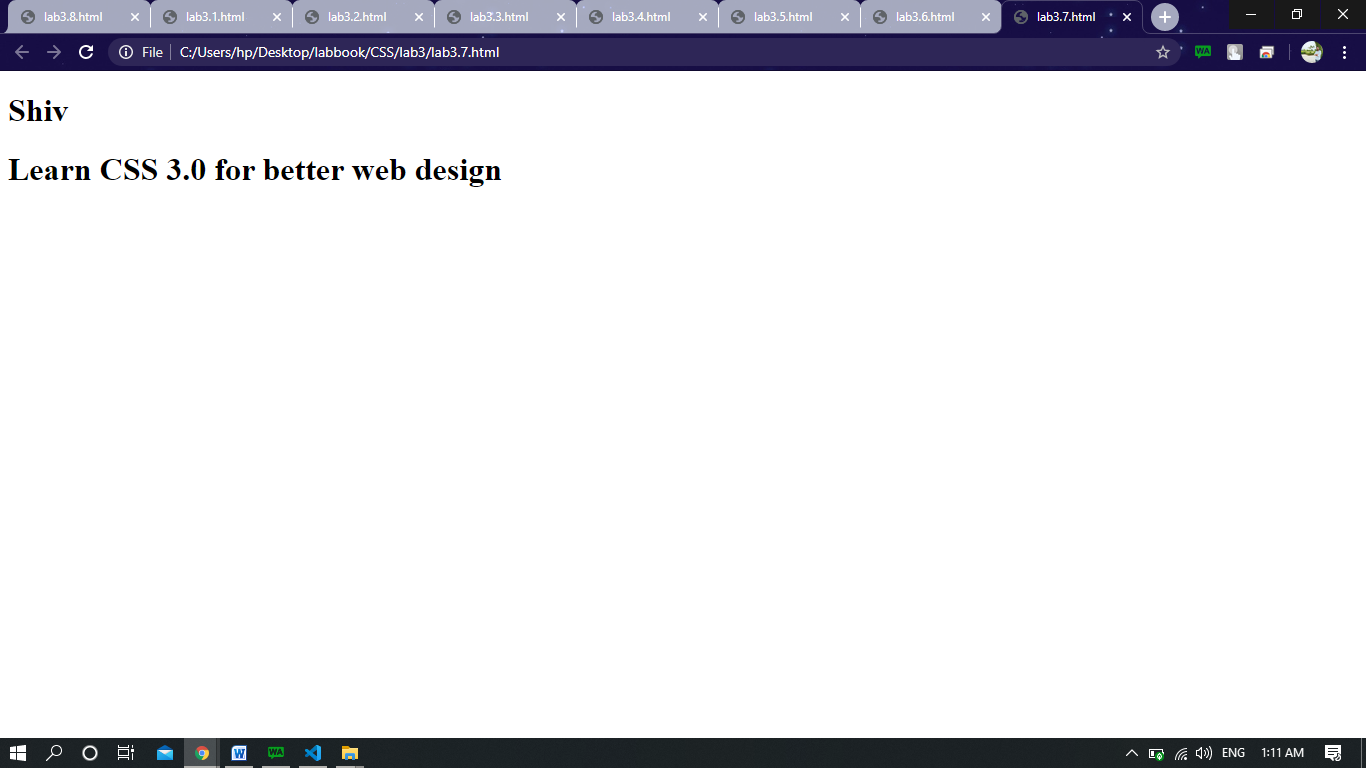 lab3.8.html lab3.1.html lab3.2.html lab3.3.html lab3.4.html lab3.5.html lab3.6.html lab3.7.html
File C:/Users/hp/Desktop/labbook/CSS/lab3/lab3.7.html WA
Shiv
Learn CSS 3.0 for better web design
W WA ENG 1:11 AM